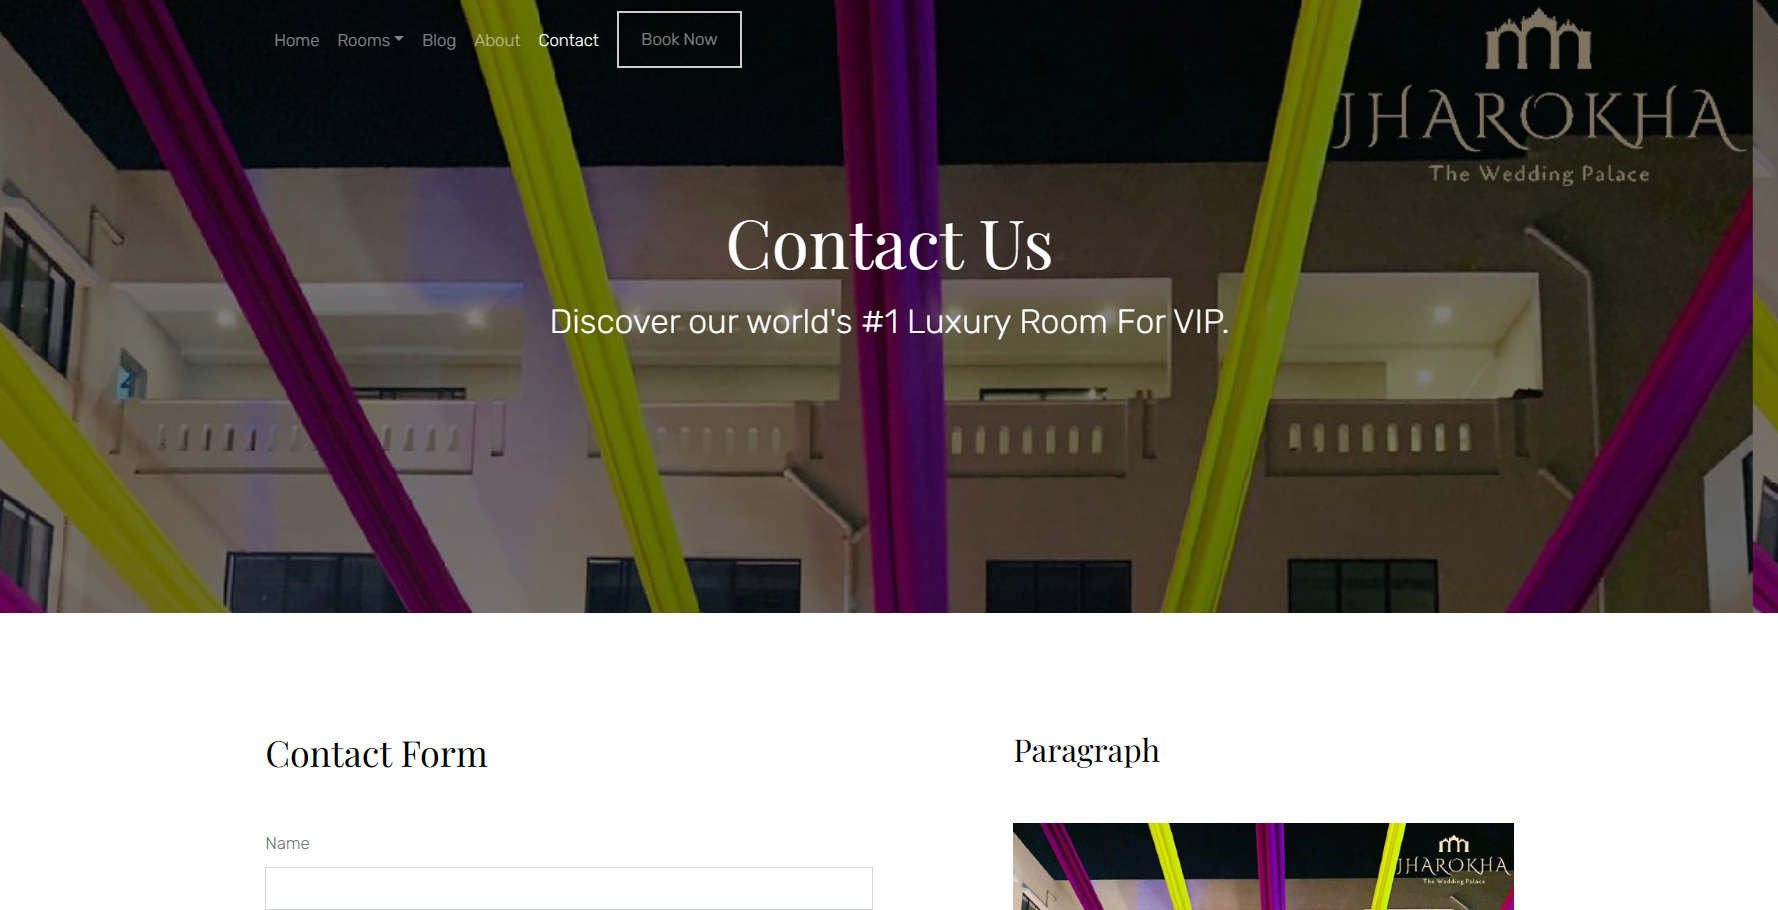 Home Rooms Blog About Contact Book Now
JHAROKHA
The Wedding Palace
Contact Us
Discover our world's #1 Luxury Room For VIP.
Contact Form
Paragraph
Name
JHAROKHA
The Wedding Palace